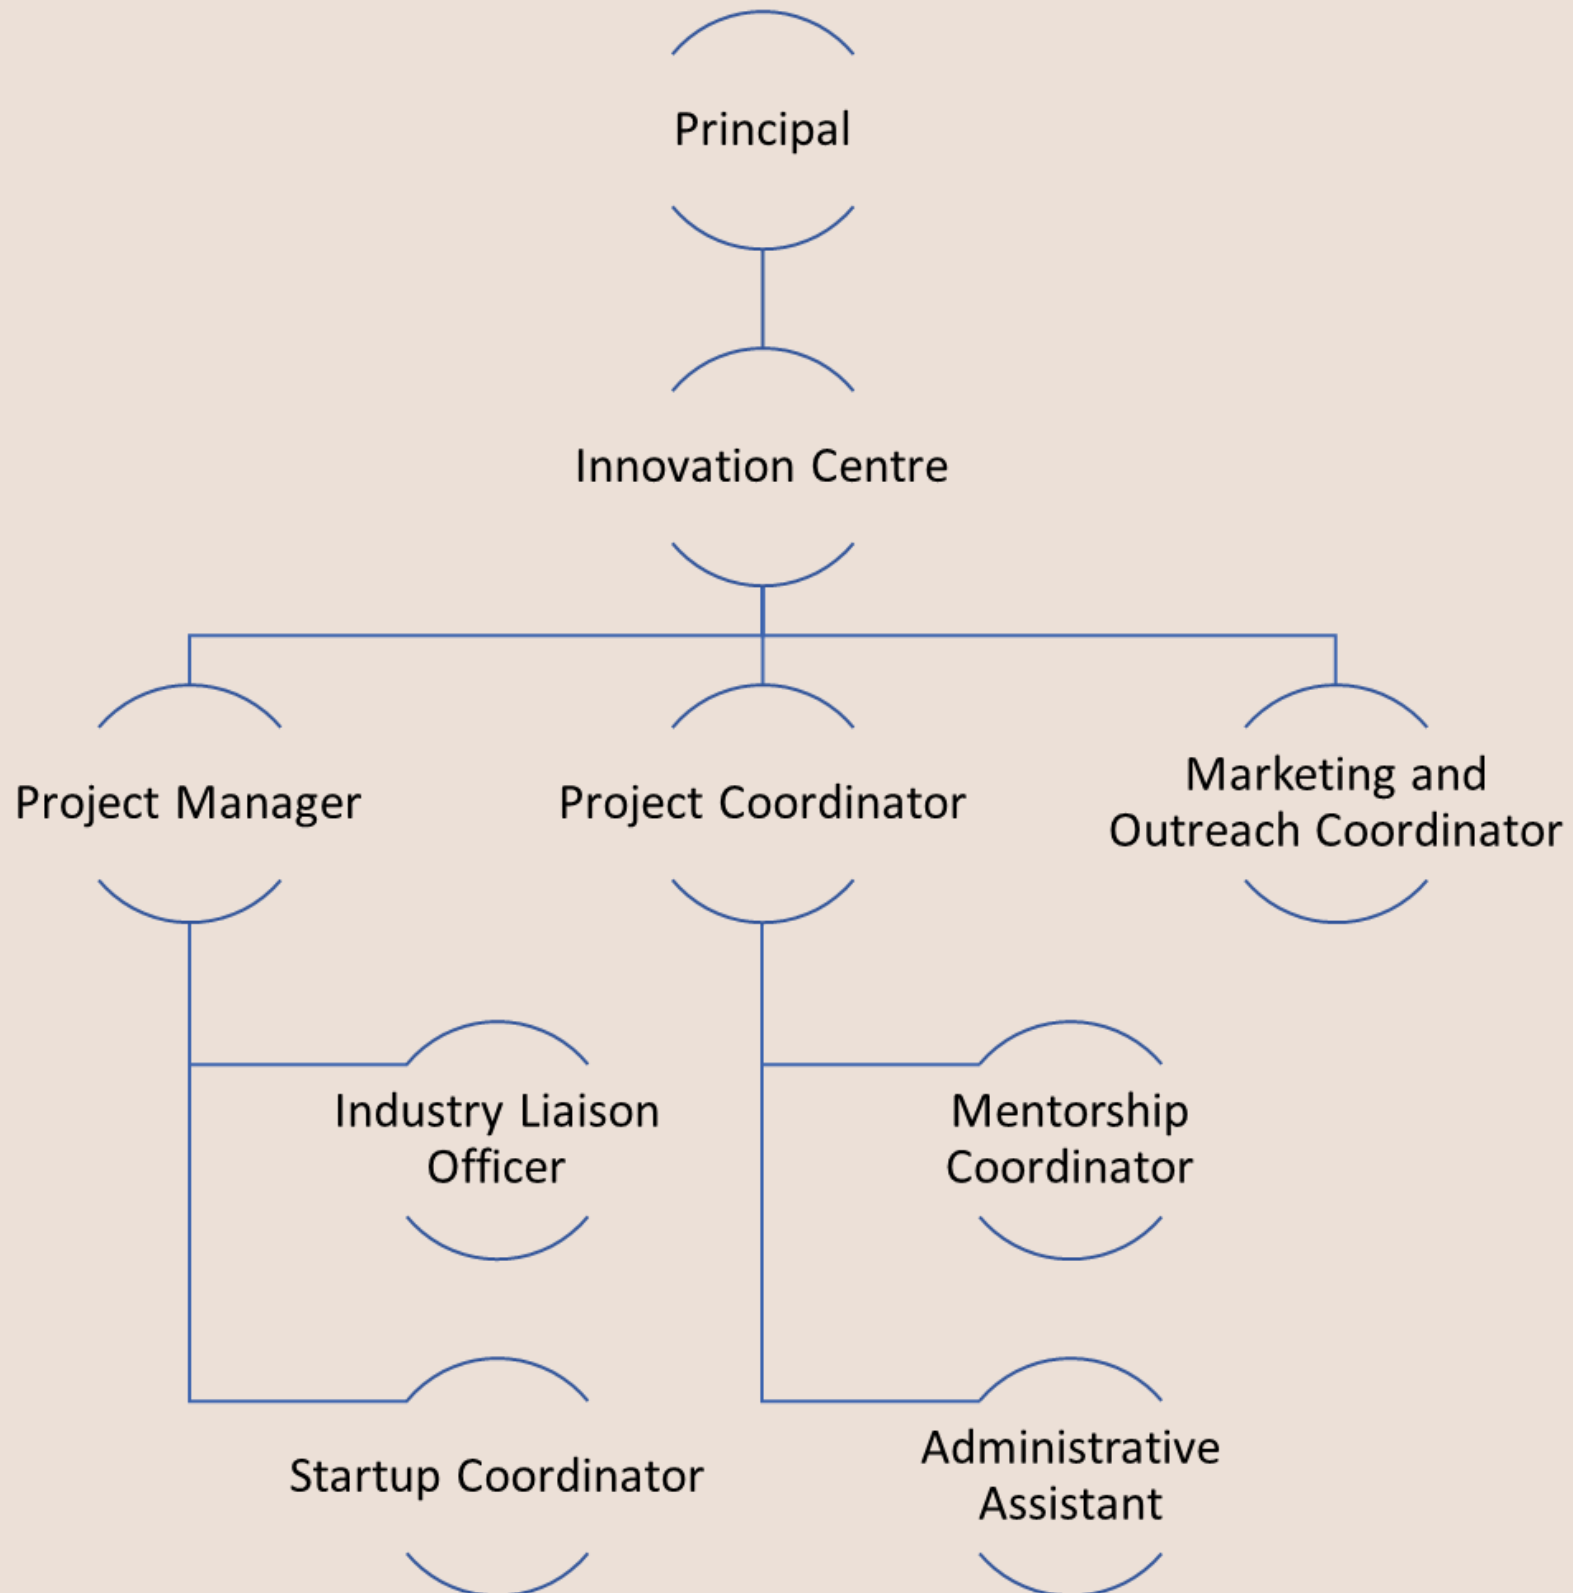 Principal
Innovation Centre
Project Manager
Project Coordinator
Marketing and
Outreach Coordinator
Industry Liaison
Officer
Mentorship
Coordinator
Startup Coordinator
Administrative
Assistant